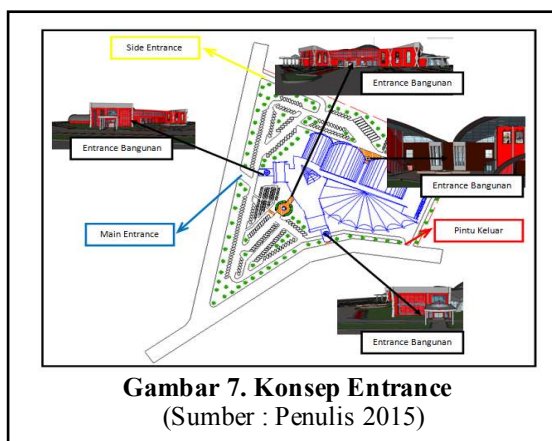 Side Entrance
Entrance Bangunan
Entrance Bangunan
Entrance Bangunan
Main Entrance
Pintu Keluar
Entrance Bangunan
Gambar 7. Konsep Entrance
(Sumber : Penulis 2015)